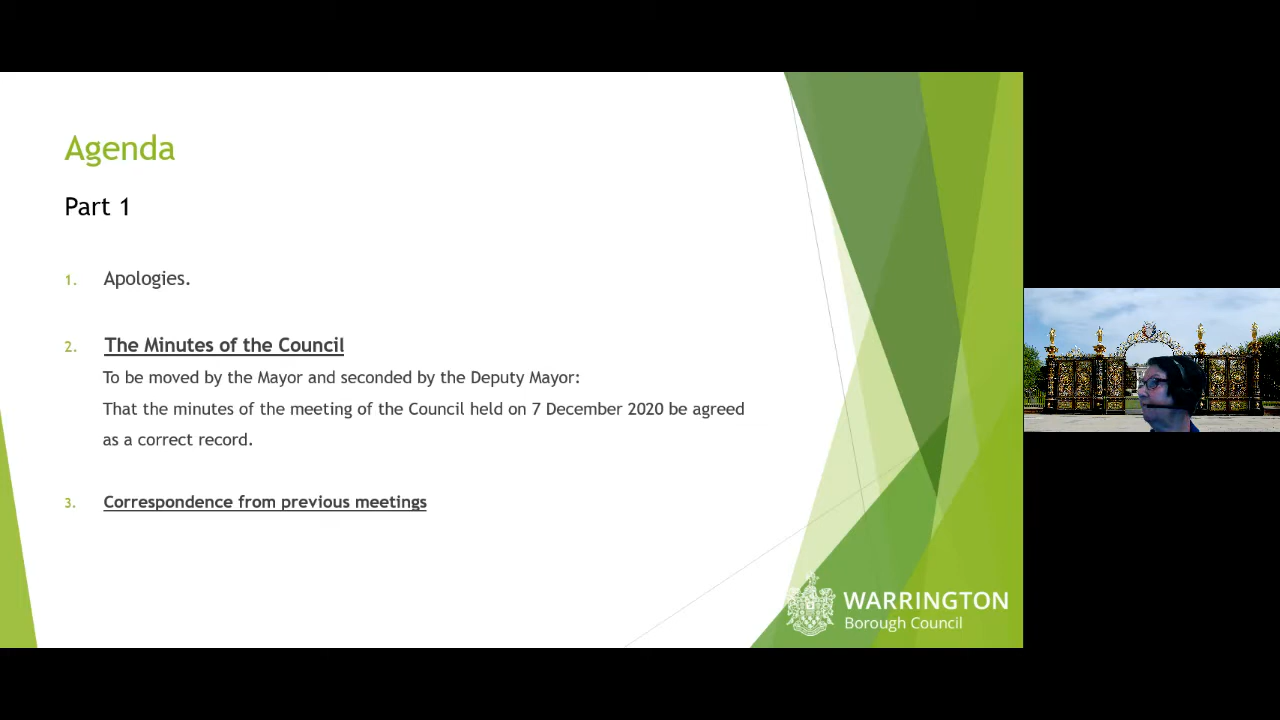 Agenda
Part 1
1. Apologies.
2. The Minutes of the Council
To be moved by the Mayor and seconded by the Deputy Mayor:
That the minutes of the meeting of the Council held on 7 December 2020 be agreed
as a correct record.
3. Correspondence from previous meetings
WARRINGTON
Borough Council